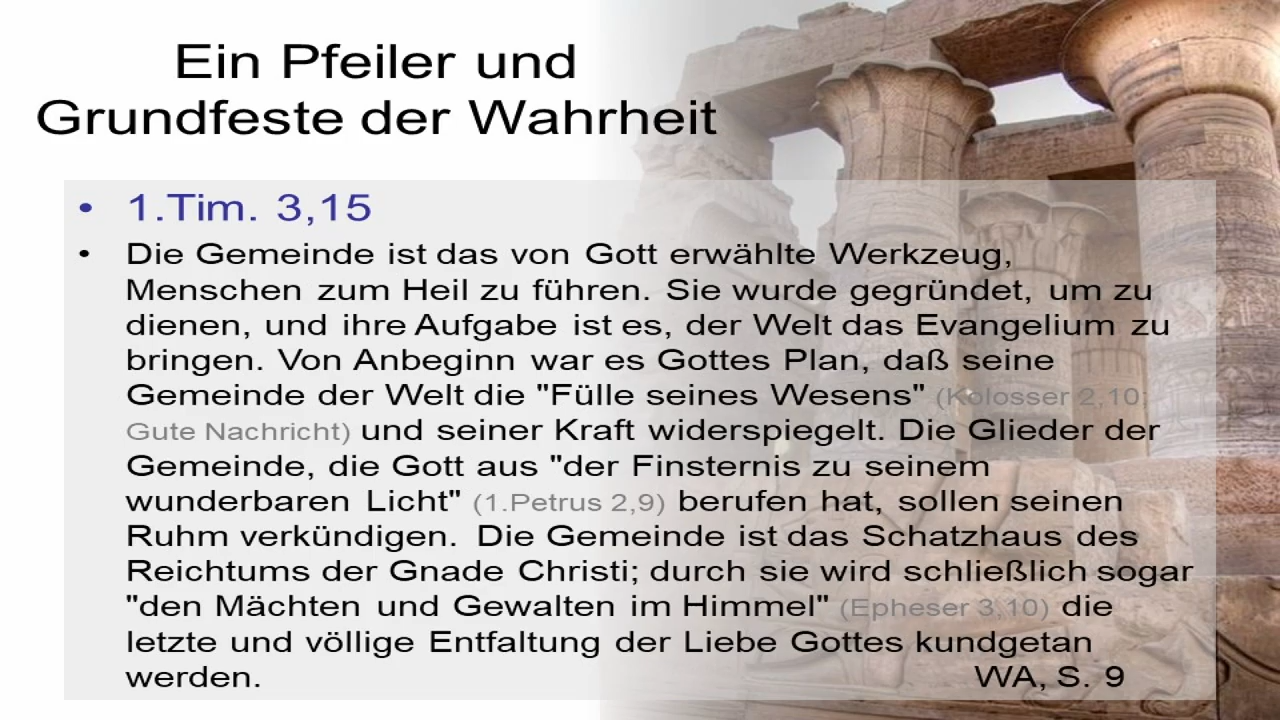 Ein Pfeiler und
Grundfeste der Wahrheit
• 1.Tim. 3,15
• Die Gemeinde ist das von Gott erwählte Werkzeug,
Menschen zum Heil zu führen. Sie wurde gegründet, um zu
dienen, und ihre Aufgabe ist es, der Welt das Evangelium zu
bringen. Von Anbeginn war es Gottes Plan, daß seine
Gemeinde der Welt die "Fülle seines Wesens" (Kolosser 2,10;
Gute Nachricht) und seiner Kraft widerspiegelt. Die Glieder der
Gemeinde, die Gott aus "der Finsternis zu seinem
wunderbaren Licht" (1.Petrus 2,9) berufen hat, sollen seinen
Ruhm verkündigen. Die Gemeinde ist das Schatzhaus des
Reichtums der Gnade Christi; durch sie wird schließlich sogar
"den Mächten und Gewalten im Himmel" (Epheser 3,10) die
letzte und völlige Entfaltung der Liebe Gottes kundgetan
werden. WA, S. 9